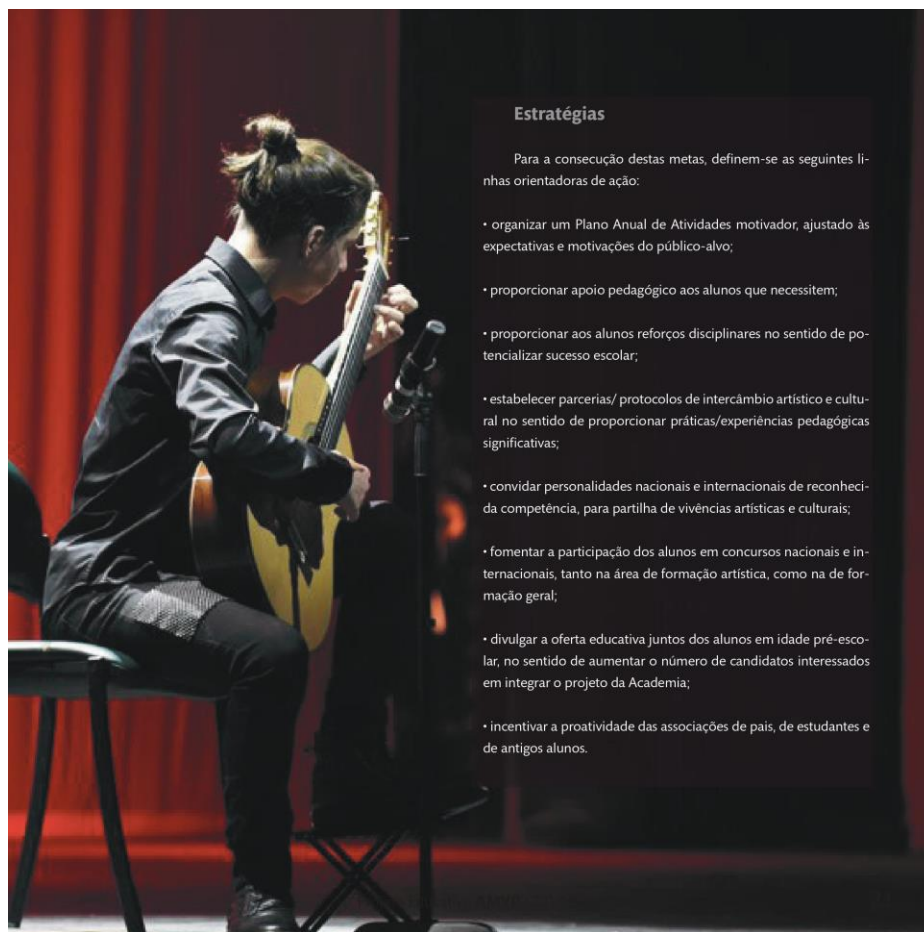 Estratégias
Para a consecução destas metas, definem-se as seguintes li-
nhas orientadoras de ação:
• organizar um Plano Anual de Atividades motivador, ajustado às
expectativas e motivações do público-alvo;
• proporcionar apoio pedagógico aos alunos que necessitem;
• proporcionar aos alunos reforços disciplinares no sentido de po-
tencializar sucesso escolar;
• estabelecer parcerias/ protocolos de intercâmbio artístico e cultu-
ral no sentido de proporcionar práticas/experiências pedagógicas
significativas;
• convidar personalidades nacionais e internacionais de reconheci-
da competência, para partilha de vivências artísticas e culturais;
• fomentar a participação dos alunos em concursos nacionais e in-
ternacionais, tanto na área de formação artística, como na de for-
mação geral;
• divulgar a oferta educativa juntos dos alunos em idade pré-esco-
lar, no sentido de aumentar o número de candidatos interessados
em integrar o projeto da Academia;
• incentivar a proatividade das associações de pais, de estudantes e
de antigos alunos.